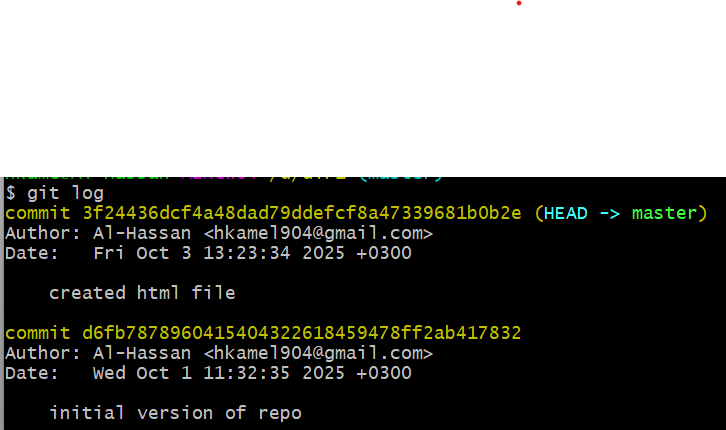 $ git log
commit 3f24436dcf4a48dad79ddefcf8a47339681b0b2e (HEAD -> master)
Author: Al-Hassan <hkamel904@gmail.com>
Date:   Fri Oct 3 13:23:34 2025 +0300
created html file
commit d6fb78789604154043226184594 78ff2ab417832
Author: Al-Hassan <hkamel904@gmail.com>
Date:   Wed Oct 1 11:32:35 2025 +0300
initial version of repo